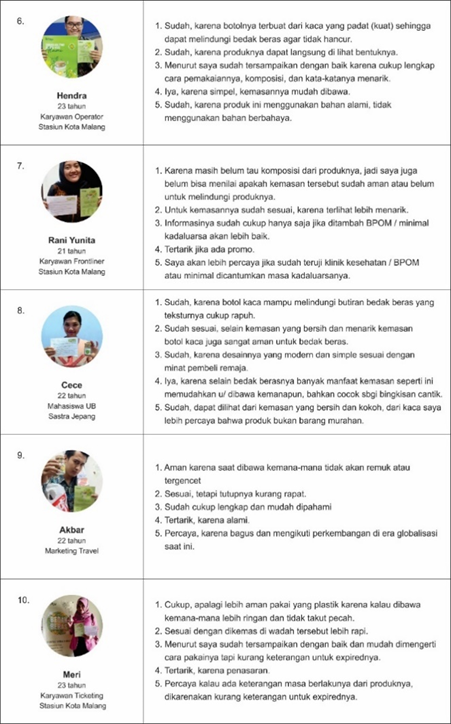 6.
Hendra
23 tahun
Karyawan Operator
Stasiun Kota Malang
1. Sudah, karena botolnya terbuat dari kaca yang padat (kuat) sehingga
dapat melindungi bedak beras agar tidak hancur.
2. Sudah, karena produknya dapat langsung di lihat bentuknya.
3. Menurut saya sudah tersampaikan dengan baik karena cukup lengkap
cara pemakaiannya, komposisi, dan kata-katanya menarik.
4. Iya, karena simpel, kemasannya mudah dibawa.
5. Sudah, karena produk ini menggunakan bahan alami, tidak
menggunakan bahan berbahaya.
7.
Rani Yunita
21 tahun
Karyawan Frontliner
Stasiun Kota Malang
1. Karena masih belum tau komposisi dari produknya, jadi saya juga
belum bisa menilai apakah kemasan tersebut sudah aman atau belum
untuk melindungi produknya.
2. Untuk kemasannya sudah sesuai, karena terlihat lebih menarik.
3. Informasinya sudah cukup hanya saja jika ditambah BPOM / minimal
kadaluarsa akan lebih baik.
4. Tertarik jika ada promo.
5. Saya akan lebih percaya jika sudah teruji klinik kesehatan / BPOM
atau minimal dicantumkan masa kadaluarsanya.
8.
Cece
22 tahun
Mahasiswa UB
Sastra Jepang
1. Sudah, karena botol kaca mampu melindungi butiran bedak beras yang
teksturnya cukup rapuh.
2. Sudah sesuai, selain kemasan yang bersih dan menarik kemasan
botol kaca juga sangat aman untuk bedak beras.
3. Sudah, karena desainnya yang modern dan simple sesuai dengan
minat pembeli remaja.
4. Iya, karena selain bedak berasnya banyak manfaat kemasan seperti ini
memudahkan u/ dibawa kemanapun, bahkan cocok sbgi bingkisan cantik.
5. Sudah, dapat dilihat dari kemasan yang bersih dan kokoh, dari kaca saya
lebih percaya bahwa produk bukan barang murahan.
9.
Akbar
22 tahun
Marketing Travel
1. Aman karena saat dibawa kemana-mana tidak akan remuk atau
tergencet
2. Sesuai, tetapi tutupnya kurang rapat.
3. Sudah cukup lengkap dan mudah dipahami
4. Tertarik, karena alami.
5. Percaya, karena bagus dan mengikuti perkembangan di era globalisasi
saat ini.
10.
Meri
23 tahun
Karyawan Ticketing
Stasiun Kota Malang
1. Cukup, apalagi lebih aman pakai yang plastik karena kalau dibawa
kemana-mana lebih ringan dan tidak takut pecah.
2. Sesuai dengan dikemas di wadah tersebut lebih rapi.
3. Menurut saya sudah tersampaikan dengan baik dan mudah dimengerti
cara pakainya tapi kurang keterangan untuk expirednya.
4. Tertarik, karena penasaran.
5. Percaya kalau ada keterangan masa berlakunya dari produknya,
dikarenakan kurang keterangan untuk expirednya.